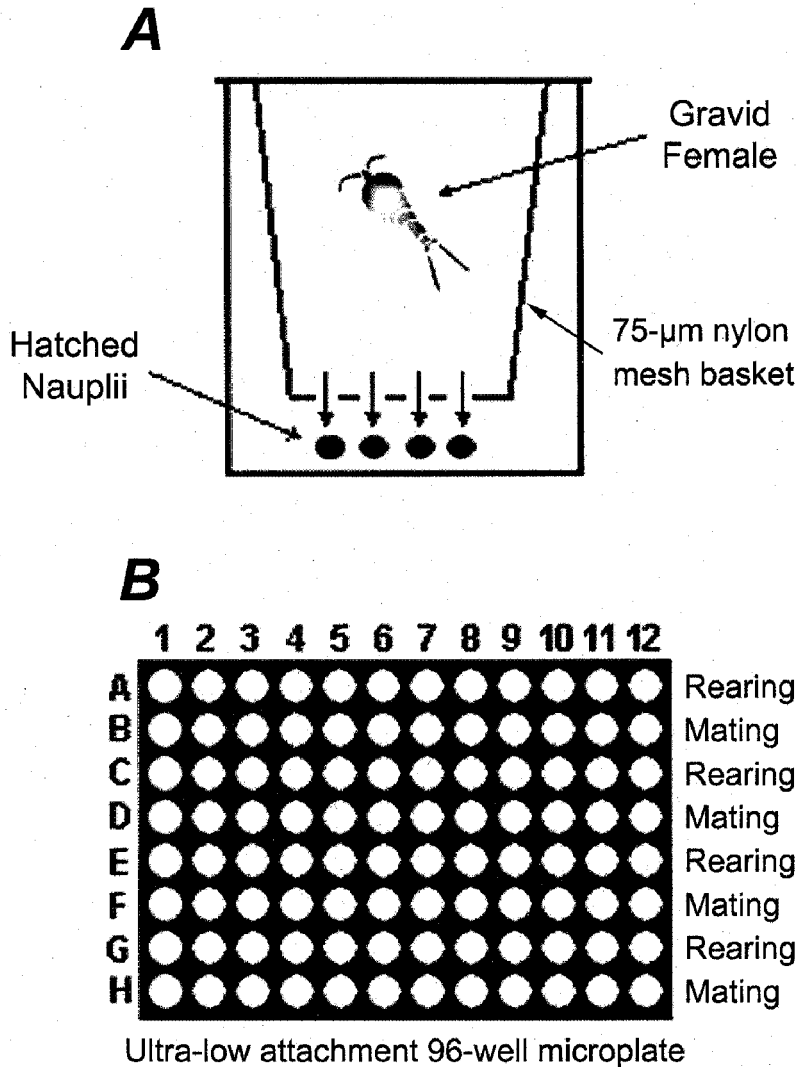 A
Gravid
Female
75-µm nylon
mesh basket
Hatched
Nauplii
B
1 2 3 4 5 6 7 8 9 10 11 12
A Rearing
B Mating
C Rearing
D Mating
E Rearing
F Mating
G Rearing
H Mating
Ultra-low attachment 96-well microplate